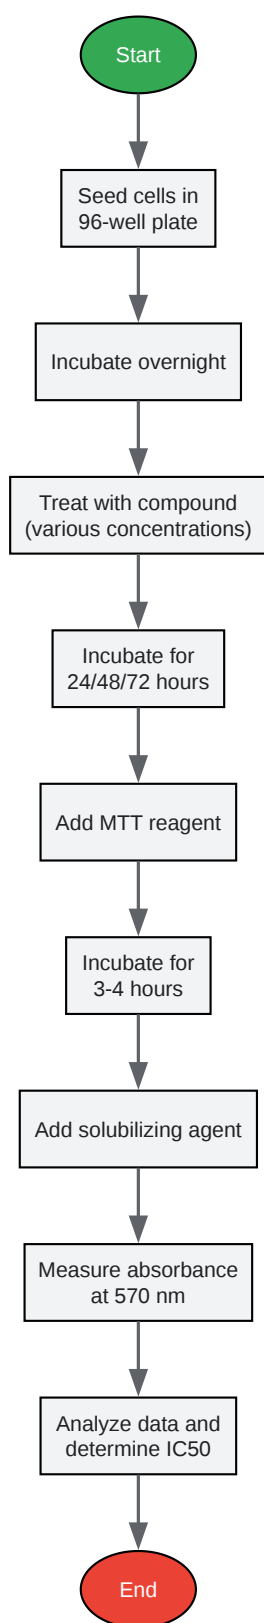 Start
Seed cells in
96-well plate
Incubate overnight
Treat with compound
(various concentrations)
Incubate for
24/48/72 hours
Add MTT reagent
Incubate for
3-4 hours
Add solubilizing agent
Measure absorbance
at 570 nm
Analyze data and
determine IC50
End